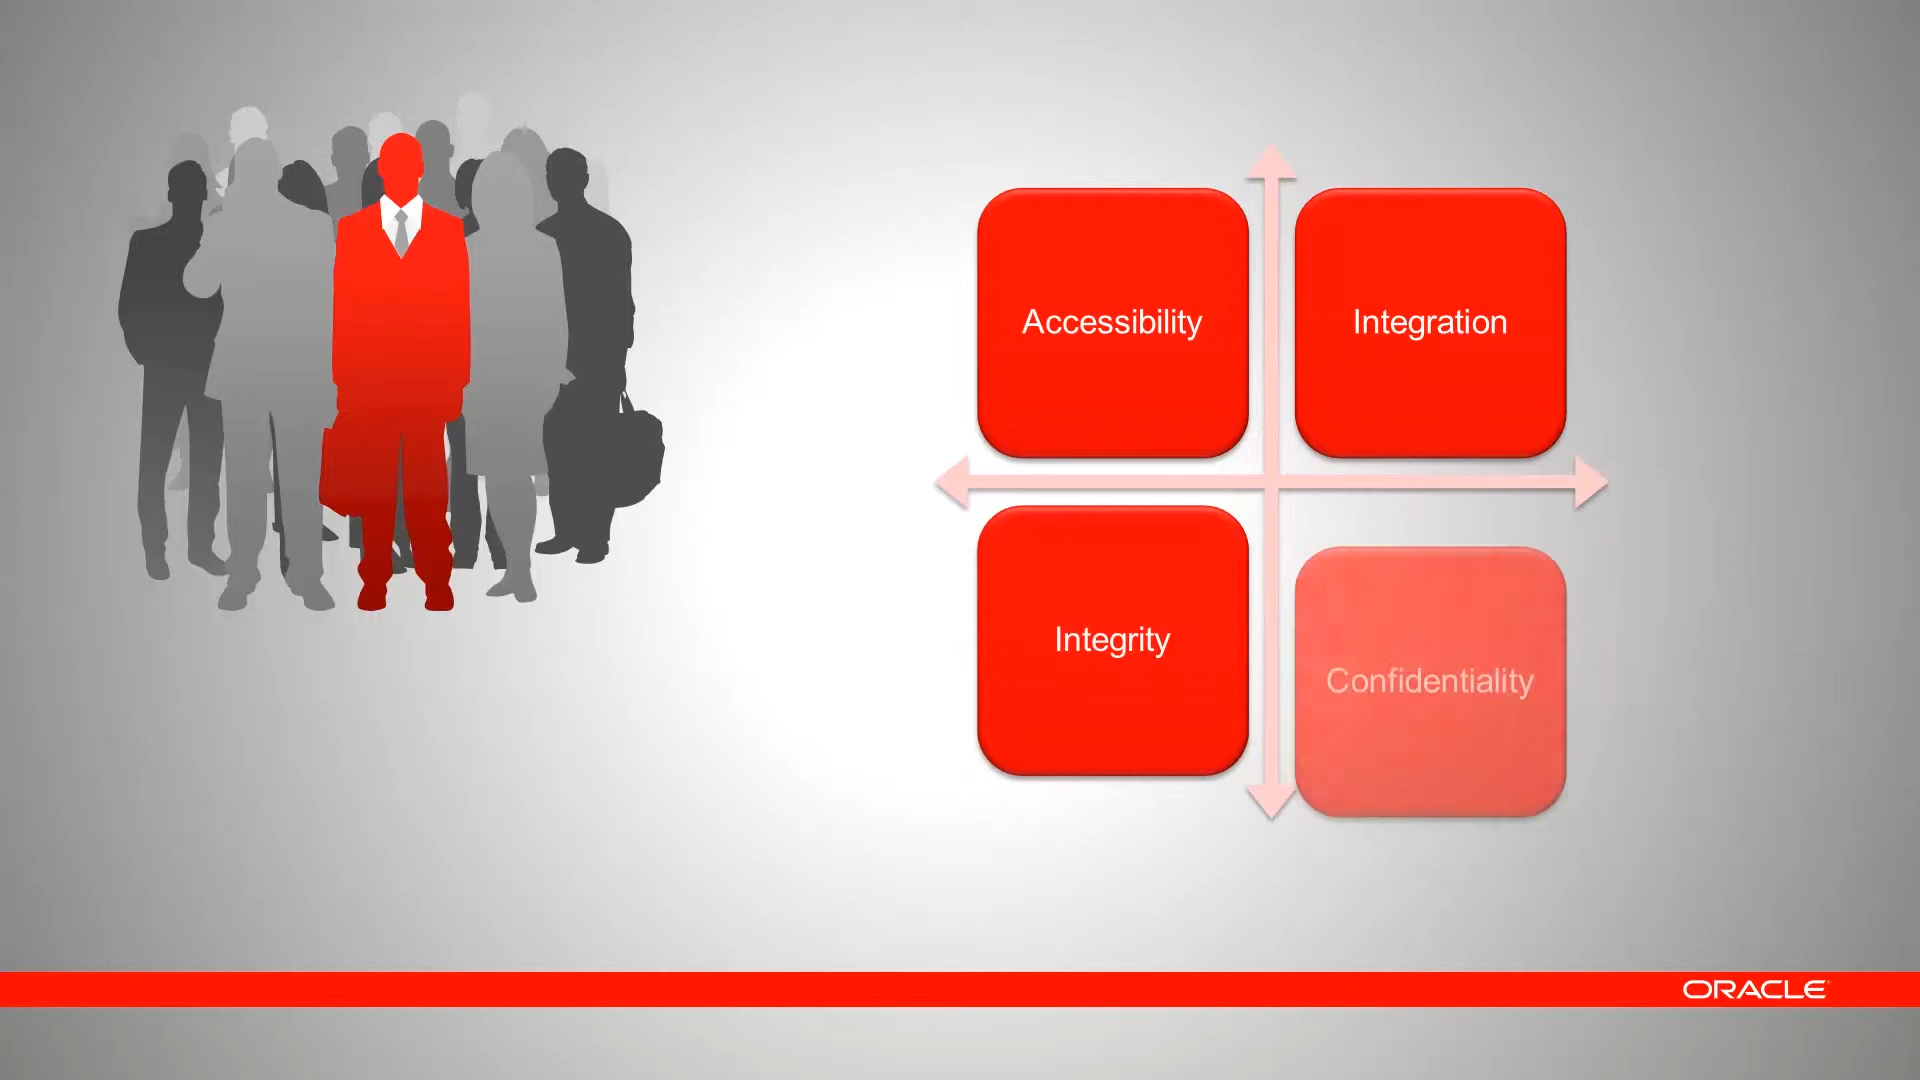 Accessibility
Integration
Integrity
Confidentiality
ORACLE